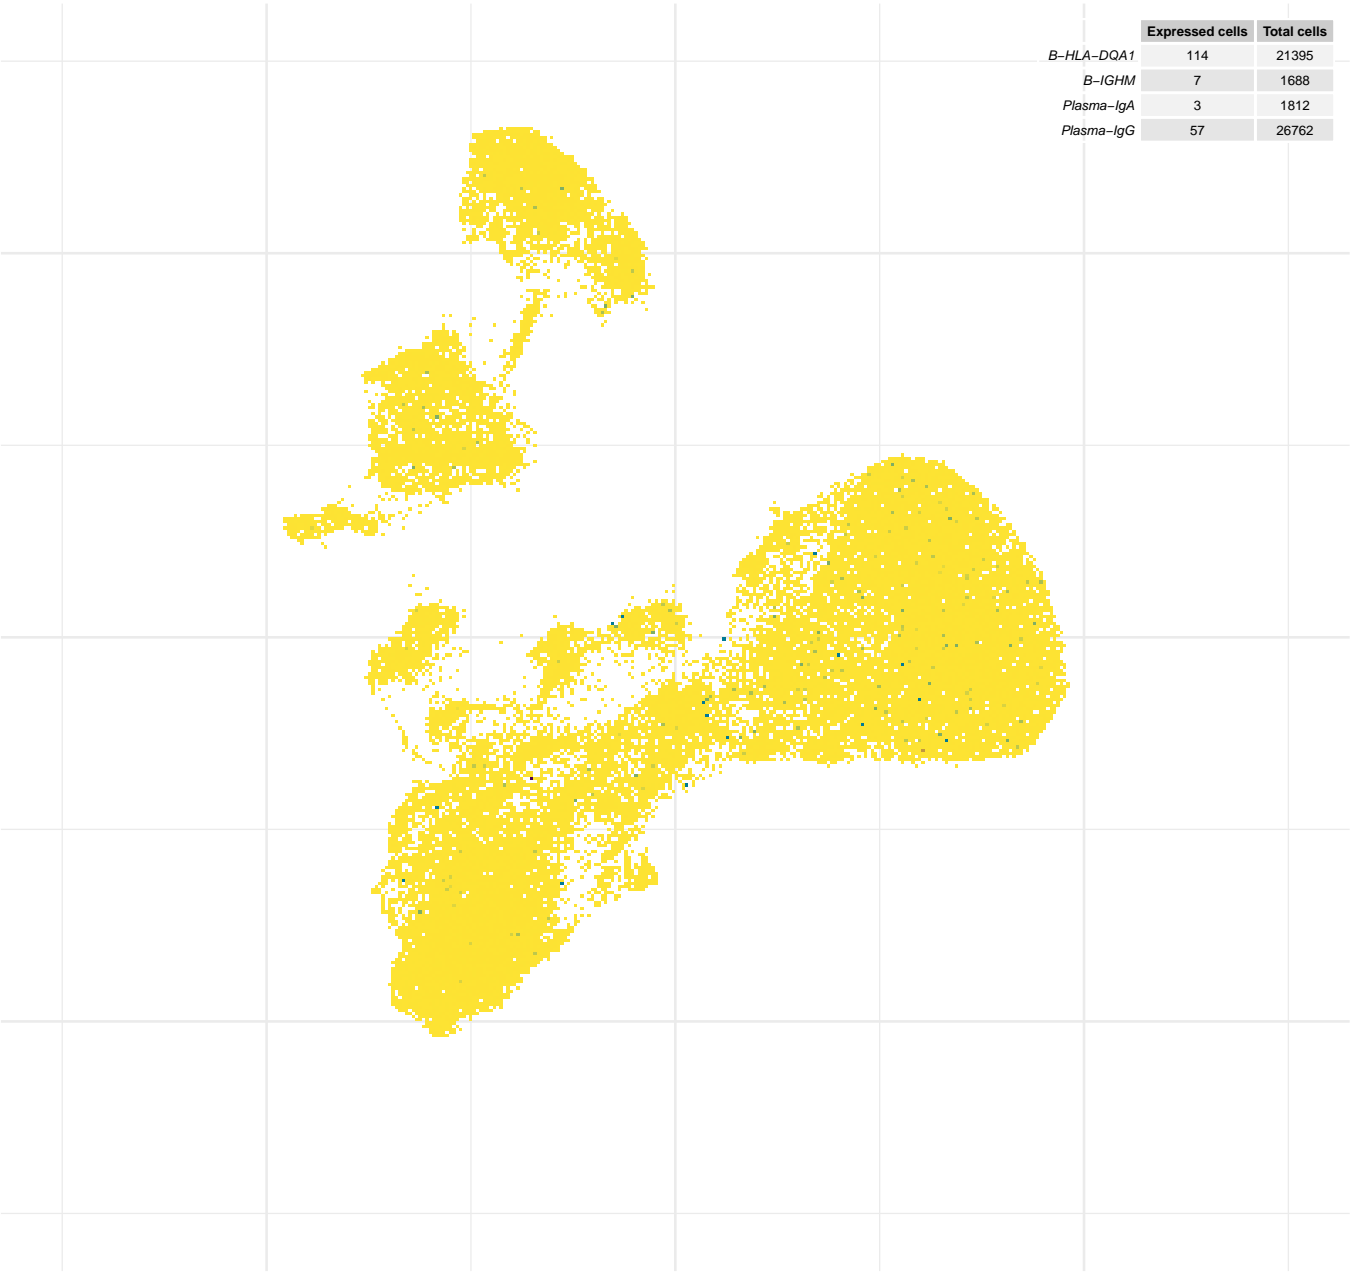 Expressed cells Total cells
B−HLA−DQA1 114 21395
B−IGHM 7 1688
Plasma−IgA 3 1812
Plasma−IgG 57 26762